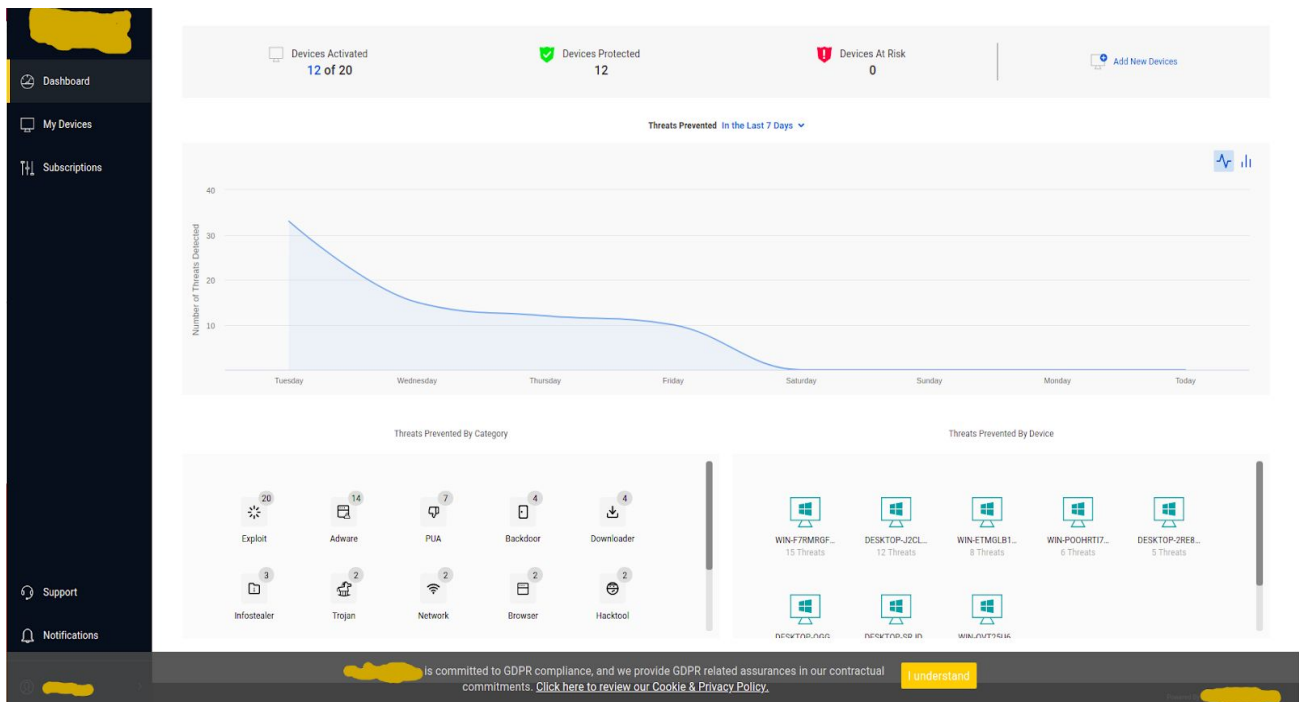 Dashboard
My Devices
Subscriptions
Support
Notifications
Devices Activated
12 of 20
Devices Protected
12
Devices At Risk
0
Add New Devices
Threats Prevented In the Last 7 Days
Number of Threats Detected
40
30
20
10
Tuesday Wednesday Thursday Friday Saturday Sunday Monday Today
Threats Prevented By Category
20 14 7 4 4
Exploit Adware PUA Backdoor Downloader
3 2 2 2 2
Infostealer Trojan Network Browser Hacktool
Threats Prevented By Device
WIN-F7RMRGF... DESKTOP-J2CL... WIN-ETMGLB1... WIN-POOHRTI7... DESKTOP-2RE8...
15 Threats 12 Threats 8 Threats 6 Threats 5 Threats
is committed to GDPR compliance, and we provide GDPR related assurances in our contractual
commitments. Click here to review our Cookie & Privacy Policy.
I understand